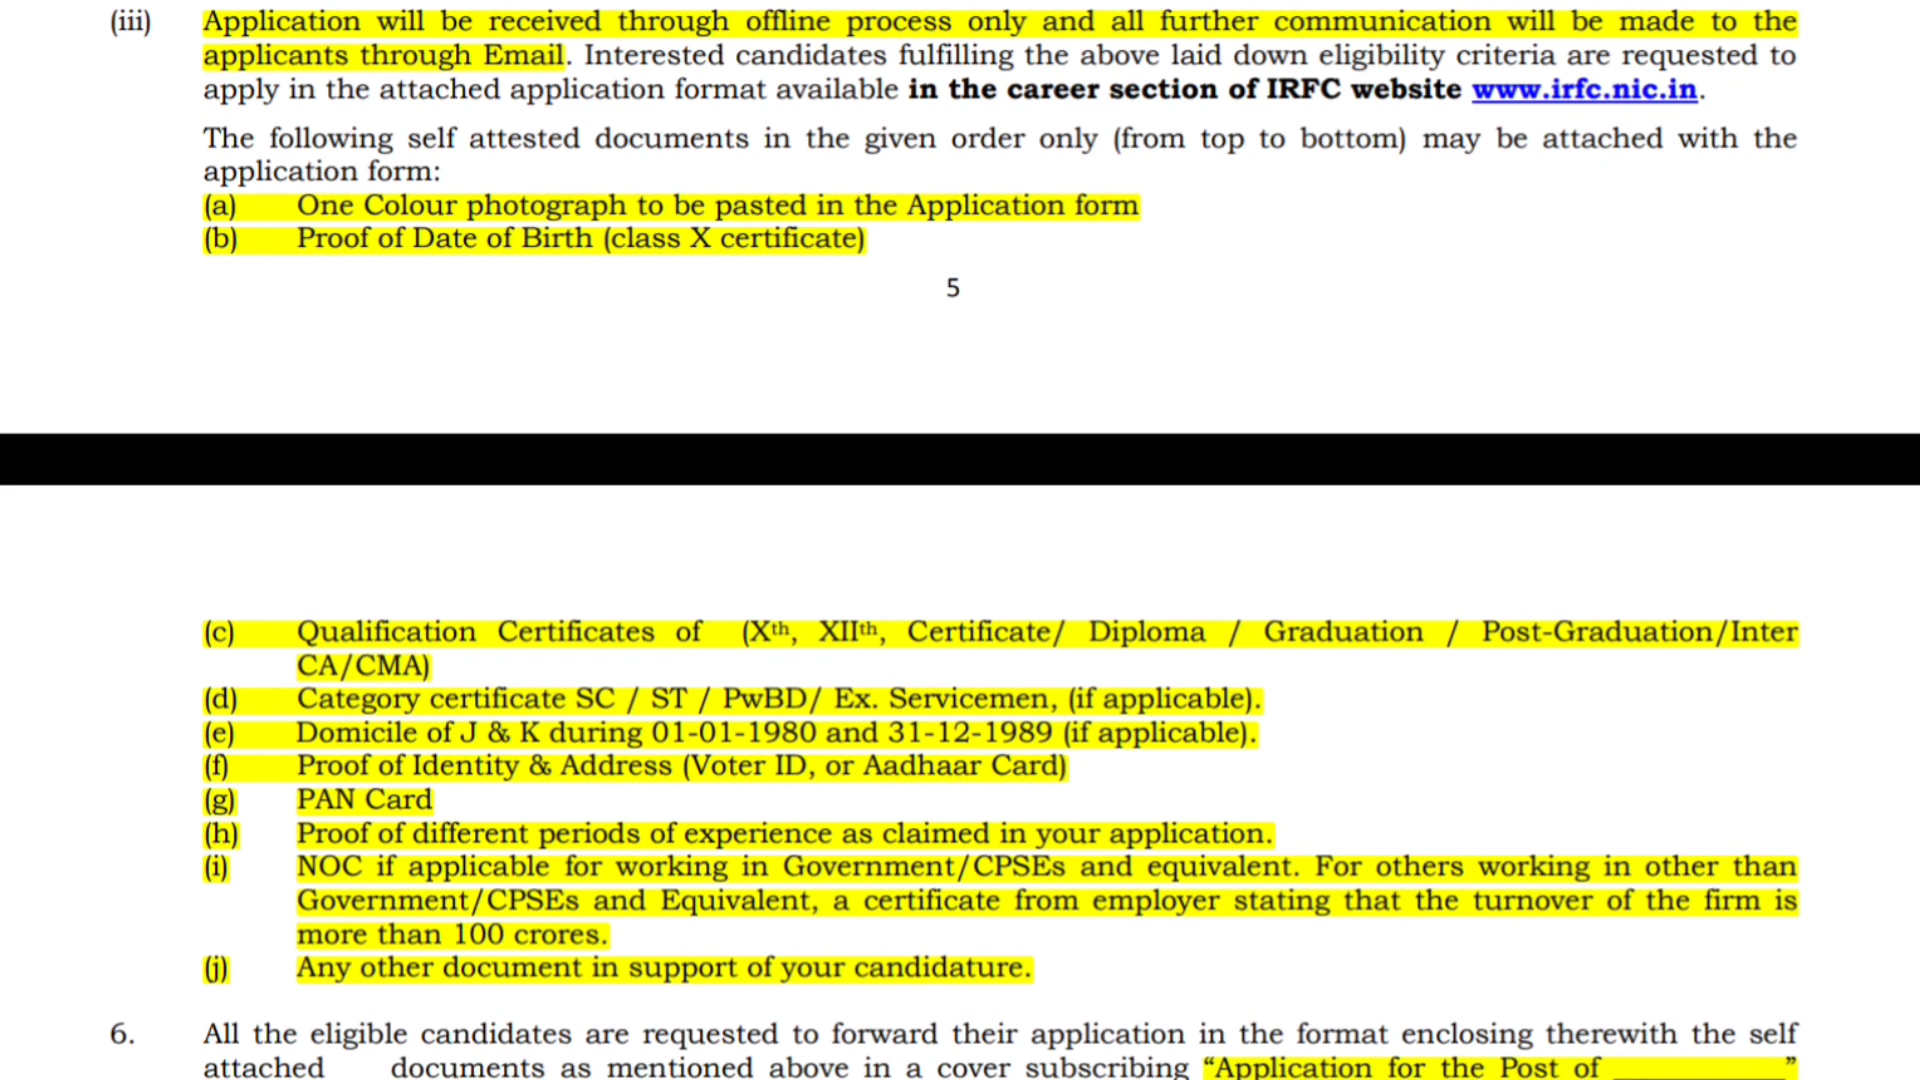 (iii) Application will be received through offline process only and all further communication will be made to the
applicants through Email. Interested candidates fulfilling the above laid down eligibility criteria are requested to
apply in the attached application format available in the career section of IRFC website www.irfc.nic.in.
The following self attested documents in the given order only (from top to bottom) may be attached with the
application form:
(a) One Colour photograph to be pasted in the Application form
(b) Proof of Date of Birth (class X certificate)
5
(c) Qualification Certificates of (Xth, XIIth, Certificate/ Diploma / Graduation / Post-Graduation/Inter
CA/CMA)
(d) Category certificate SC / ST / PwBD/ Ex. Servicemen, (if applicable).
(e) Domicile of J & K during 01-01-1980 and 31-12-1989 (if applicable).
(f) Proof of Identity & Address (Voter ID, or Aadhaar Card)
(g) PAN Card
(h) Proof of different periods of experience as claimed in your application.
(i) NOC if applicable for working in Government/CPSEs and equivalent. For others working in other than
Government/CPSEs and Equivalent, a certificate from employer stating that the turnover of the firm is
more than 100 crores.
(j) Any other document in support of your candidature.
6. All the eligible candidates are requested to forward their application in the format enclosing therewith the self
attached documents as mentioned above in a cover subscribing “Application for the Post of ____________”